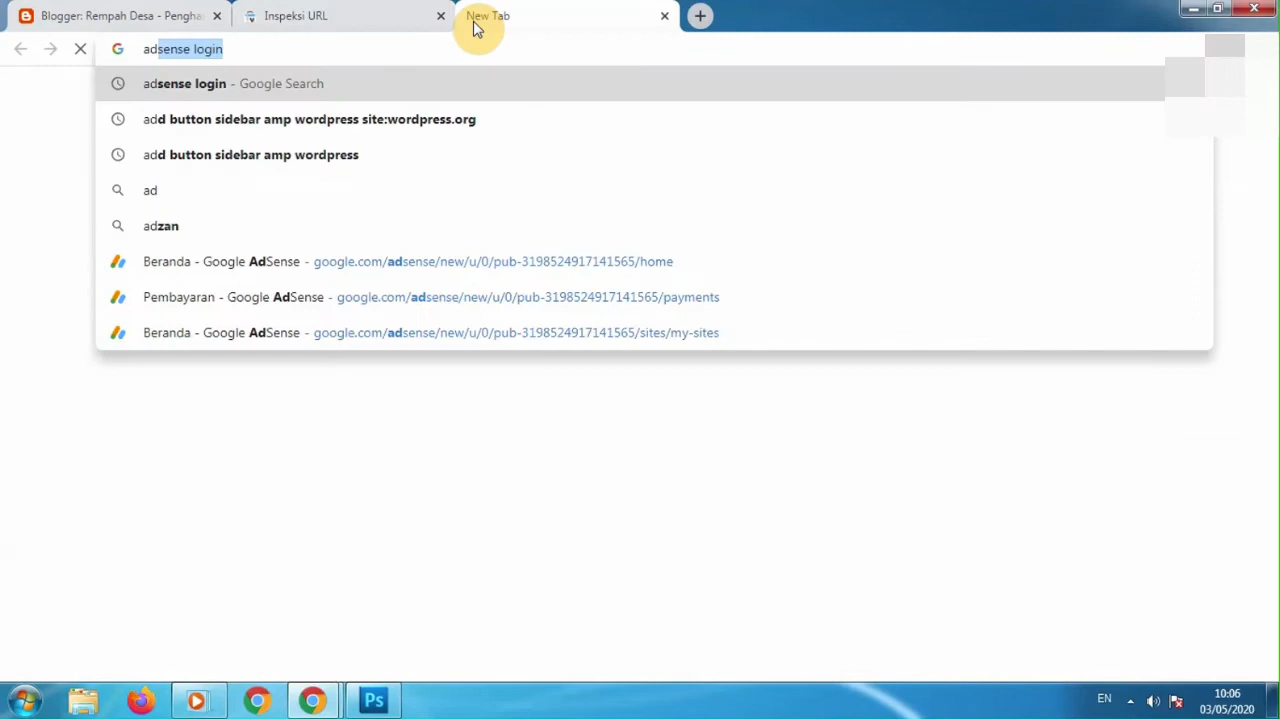 Blogger: Rempah Desa - Pengha
Inspeksi URL
New Tab
adsense login
adsense login - Google Search
add button sidebar amp wordpress site:wordpress.org
add button sidebar amp wordpress
ad
adzan
Beranda - Google AdSense - google.com/adsense/new/u/0/pub-3198524917141565/home
Pembayaran - Google AdSense - google.com/adsense/new/u/0/pub-3198524917141565/payments
Beranda - Google AdSense - google.com/adsense/new/u/0/pub-3198524917141565/sites/my-sites
Ps
EN
10:06
03/05/2020